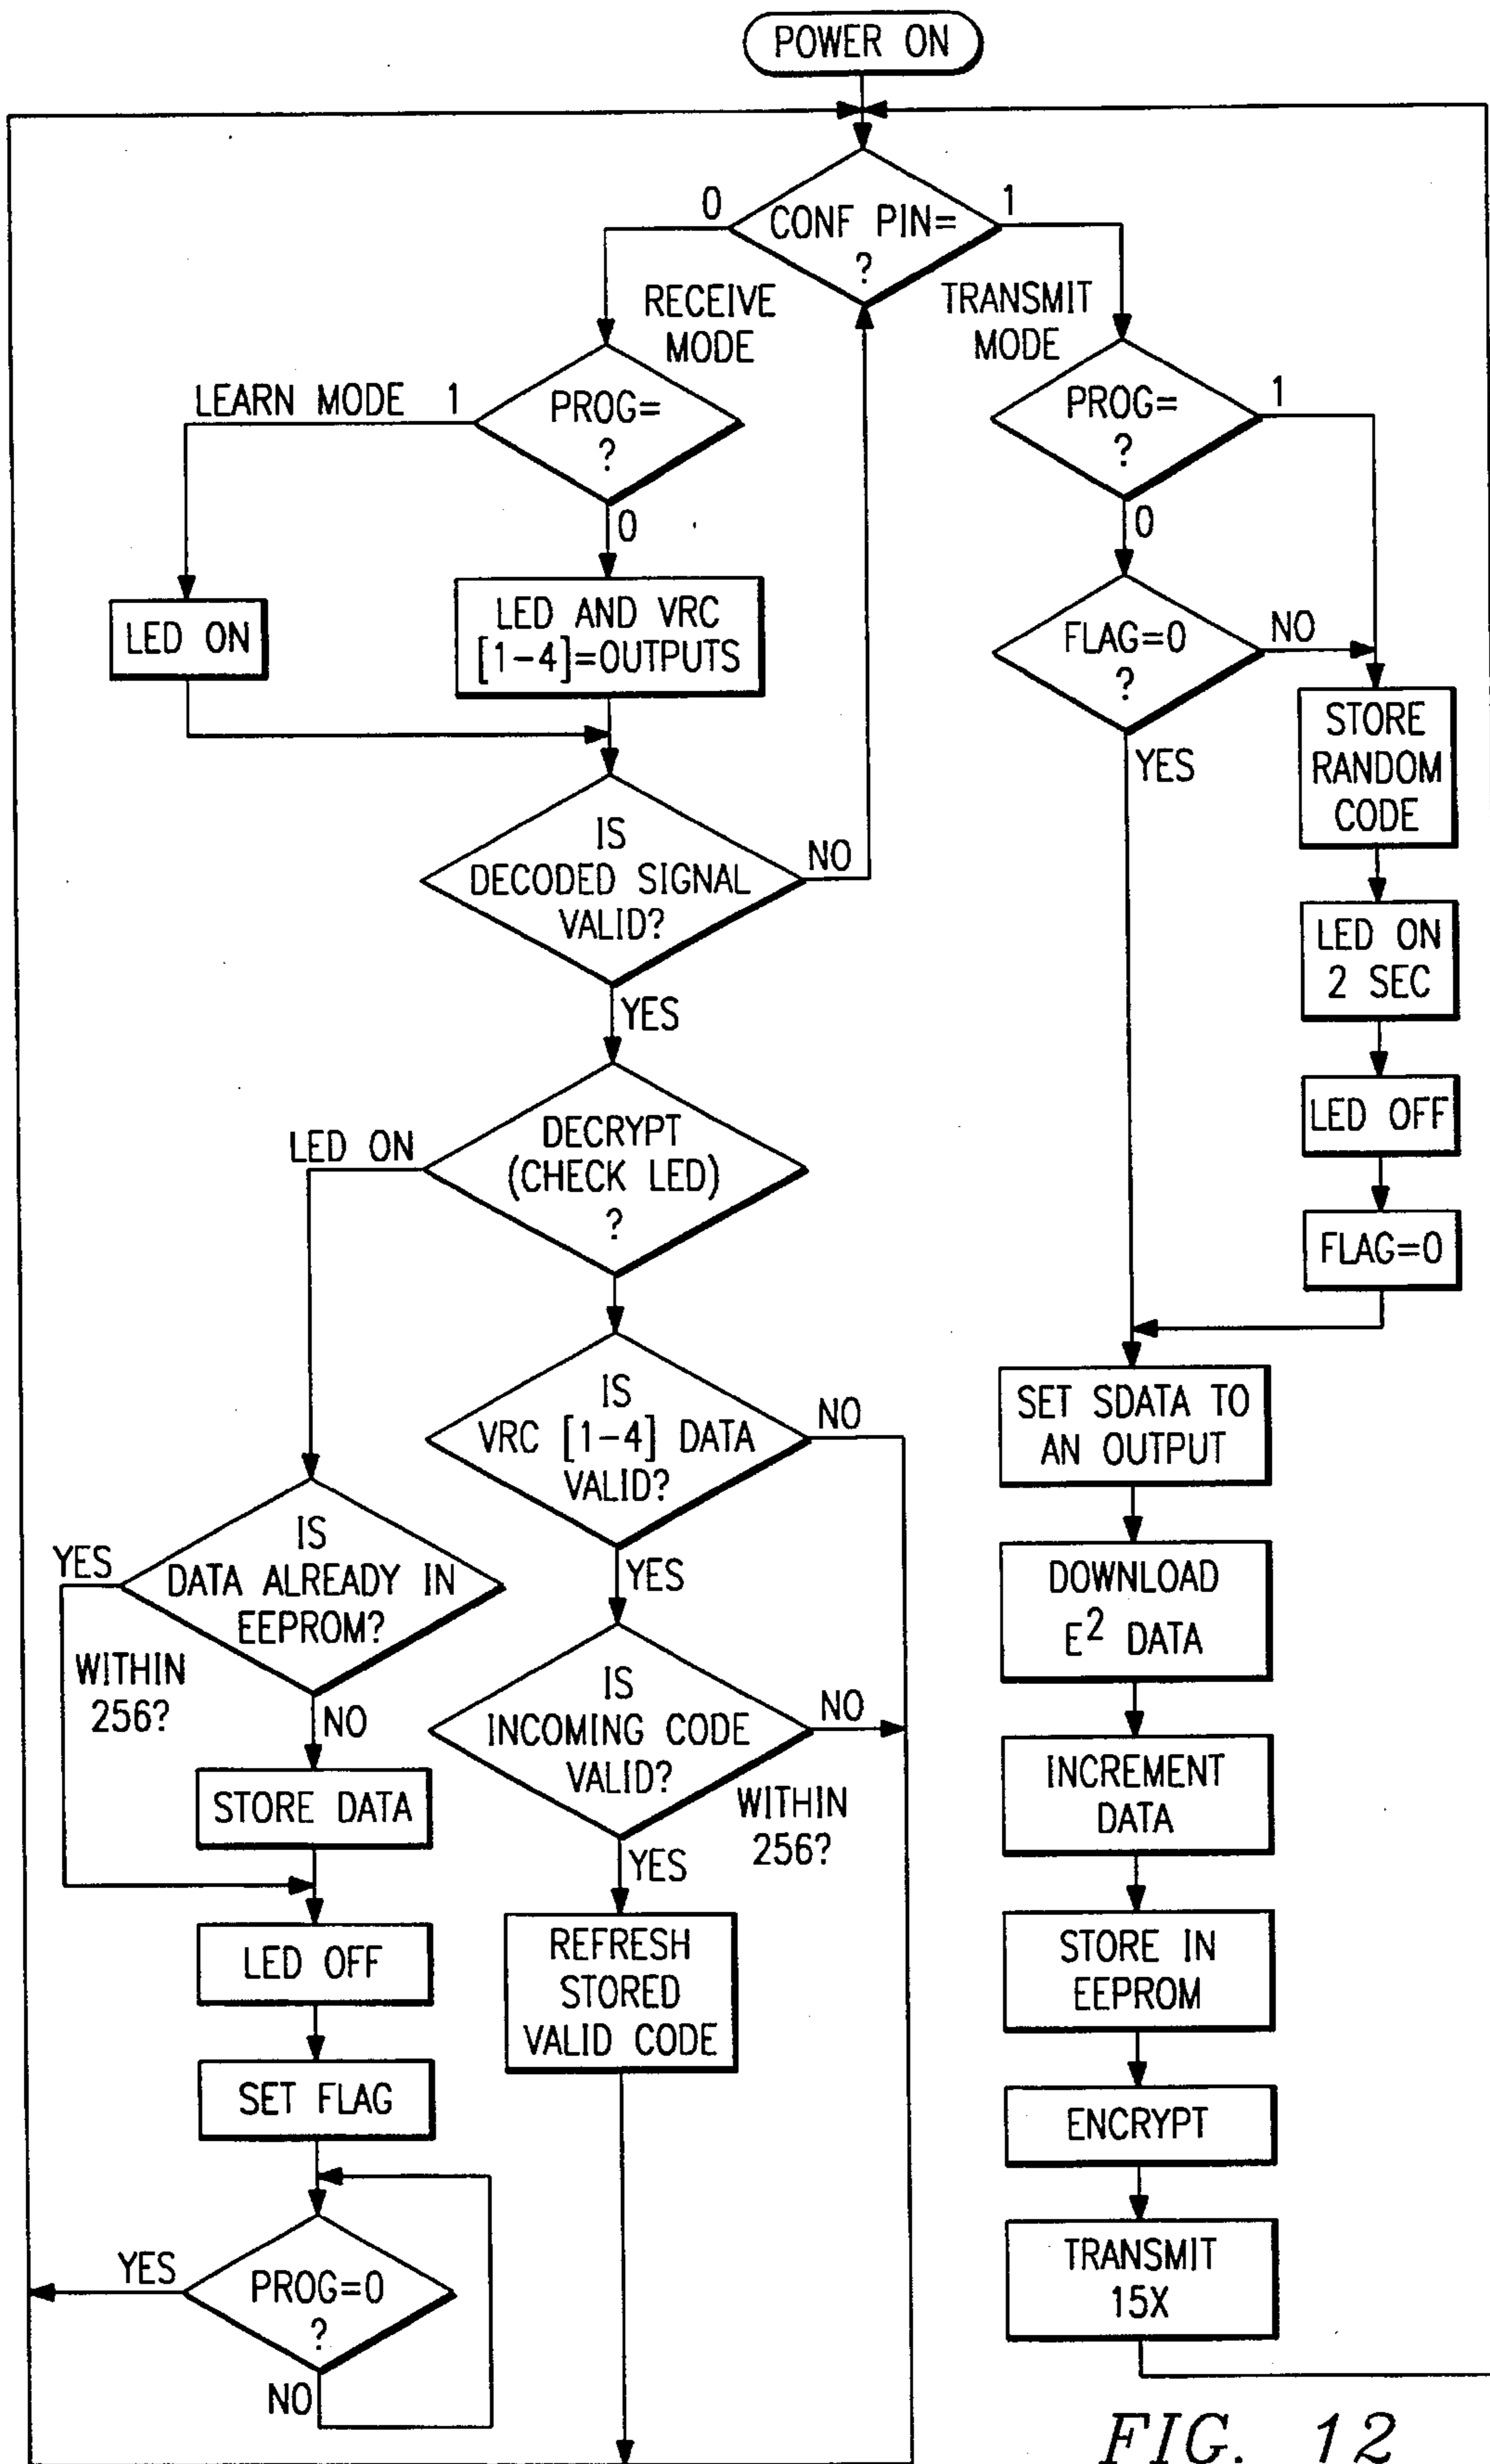 POWER ON
0
CONF PIN=
?
1
RECEIVE
MODE
TRANSMIT
MODE
LEARN MODE 1
PROG=
?
0
PROG=
?
1
0
LED ON
LED AND VRC
[1-4]=OUTPUTS
FLAG=0
?
NO
YES
STORE
RANDOM
CODE
IS
DECODED SIGNAL
VALID?
NO
YES
LED ON
2 SEC
LED ON
DECRYPT
(CHECK LED)
?
LED OFF
FLAG=0
IS
VRC [1-4] DATA
VALID?
NO
YES
SET SDATA TO
AN OUTPUT
IS
DATA ALREADY IN
EEPROM?
YES
WITHIN
256?
NO
DOWNLOAD
E² DATA
IS
INCOMING CODE
VALID?
NO
WITHIN
256?
YES
STORE DATA
INCREMENT
DATA
LED OFF
REFRESH
STORED
VALID CODE
STORE IN
EEPROM
SET FLAG
ENCRYPT
YES
PROG=0
?
NO
TRANSMIT
15X
FIG. 12